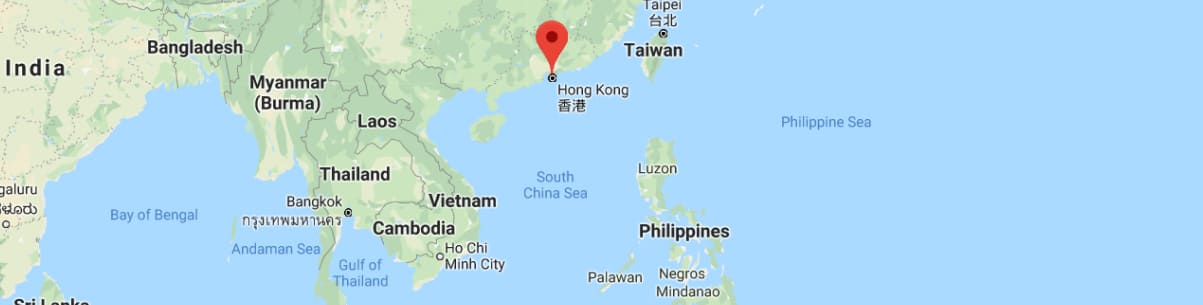 Taipei
台北
Taiwan
Bangladesh
India
Myanmar
(Burma)
Hong Kong
香港
Laos
Philippine Sea
Thailand
South
China Sea
Luzon
galuru
Bangkok
กรุงเทพมหานคร
Vietnam
Bay of Bengal
Cambodia
Philippines
Andaman Sea
Ho Chi
Minh City
Gulf of
Thailand
Palawan
Negros
Mindanao
Sri Lanka